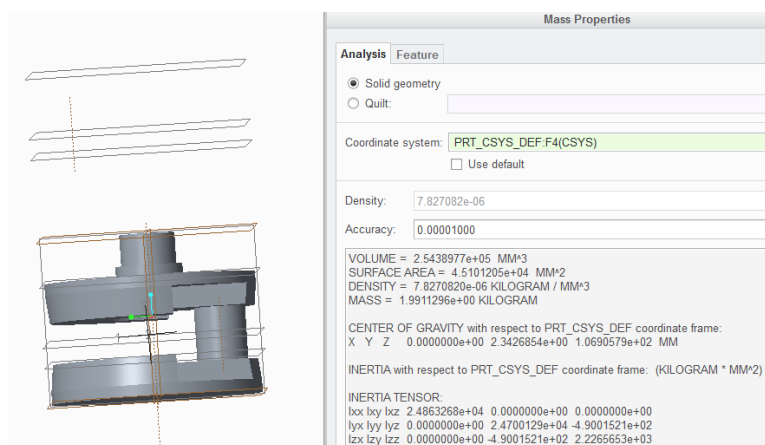 Mass Properties
Analysis Feature
Solid geometry
Quilt:
Coordinate system: PRT_CSYS_DEF:F4(CSYS)
Use default
Density: 7.827082e-06
Accuracy: 0.00001000
VOLUME = 2.5438977e+05 MM^3
SURFACE AREA = 4.5101205e+04 MM^2
DENSITY = 7.8270820e-06 KILOGRAM / MM^3
MASS = 1.9911296e+00 KILOGRAM
CENTER OF GRAVITY with respect to PRT_CSYS_DEF coordinate frame:
X Y Z 0.0000000e+00 2.3426854e+00 1.0690579e+02 MM
INERTIA with respect to PRT_CSYS_DEF coordinate frame: (KILOGRAM * MM^2)
INERTIA TENSOR:
Ixx Ixy Ixz 2.4863268e+04 0.0000000e+00 0.0000000e+00
Iyx Iyy Iyz 0.0000000e+00 2.4700129e+04 -4.9001521e+02
Izx Izy Izz 0.0000000e+00 -4.9001521e+02 2.2265653e+03